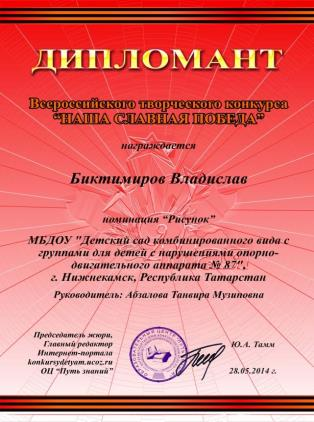 ДИПЛОМАНТ
Всероссийского творческого конкурса
“НАША СЛАВНАЯ ПОБЕДА”
награждается
Биктимиров Владислав
номинация “Рисунок”
МБДОУ "Детский сад комбинированного вида с
группами для детей с нарушениями опорно-
двигательного аппарата № 87",
г. Нижнекамск, Республика Татарстан
Руководитель: Абзалова Танвира Музиповна
Председатель жюри,
Главный редактор
Интернет-портала
konkursydetyam.ucoz.ru
ОЦ “Путь знаний”
Ю.А. Тамм
28.05.2014 г.